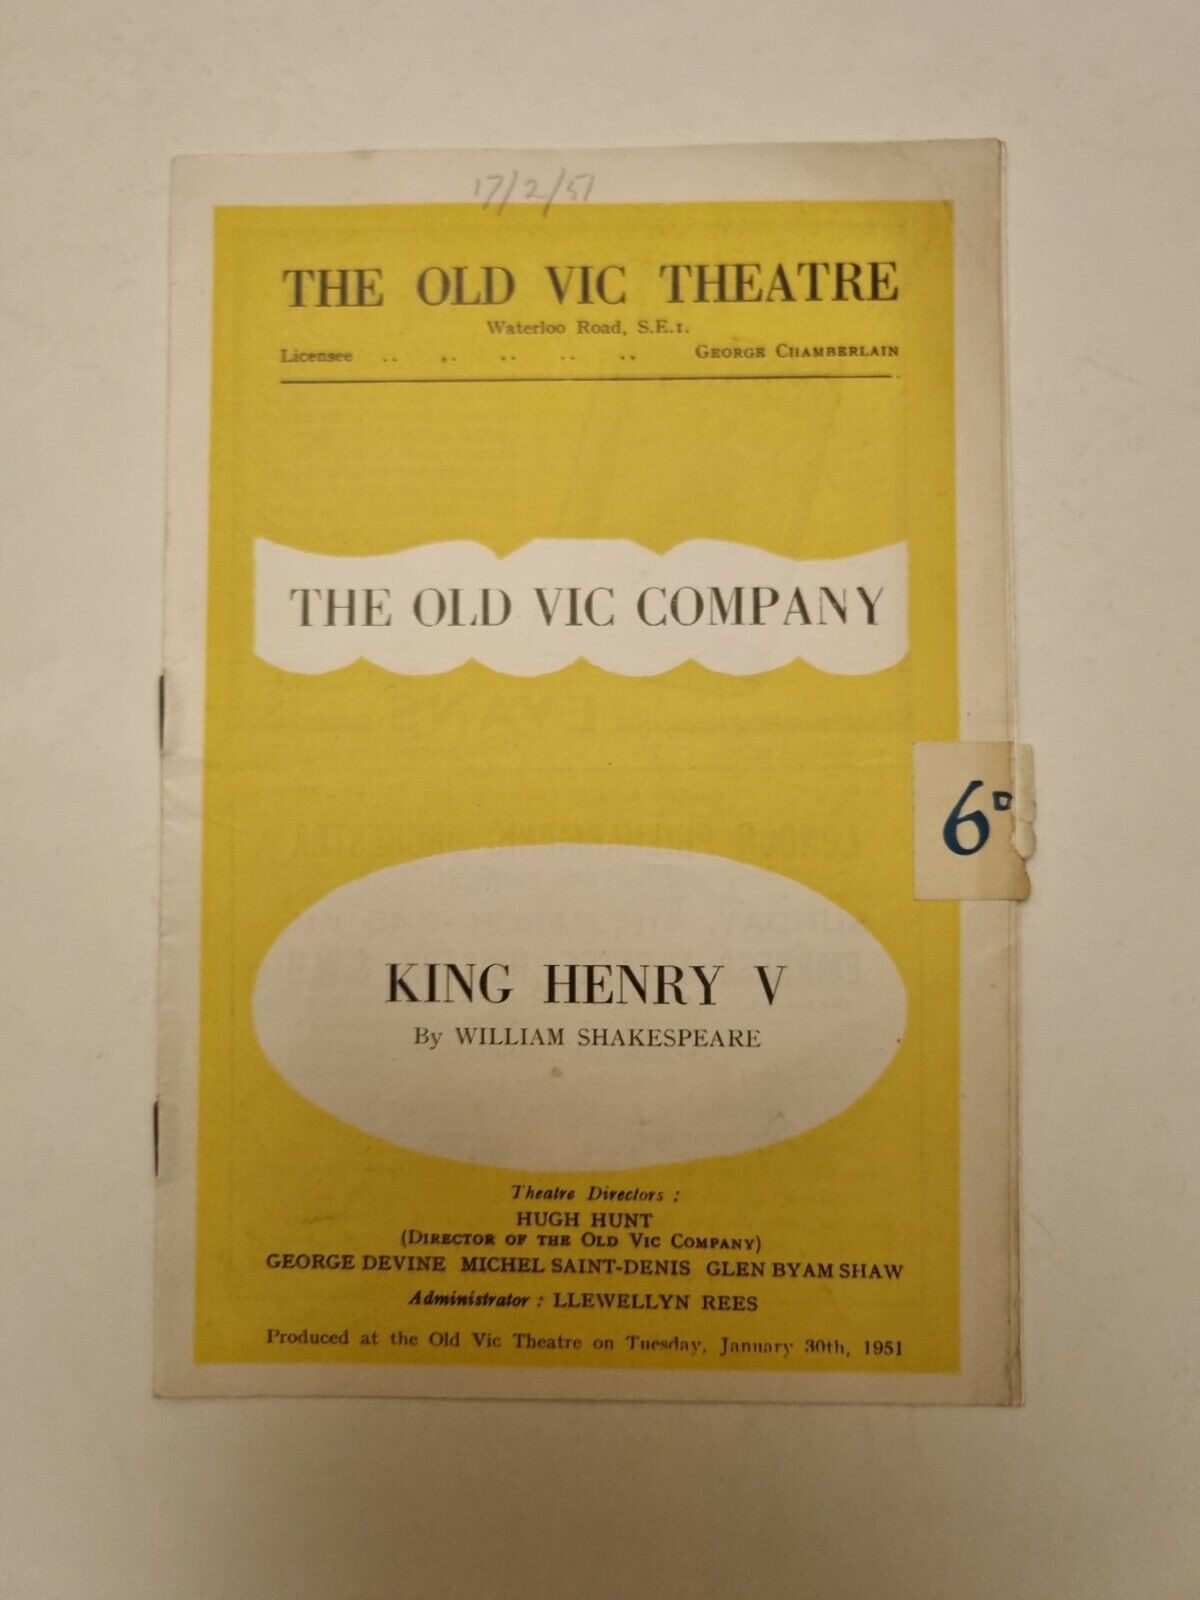 17/2/51
THE OLD VIC THEATRE
Waterloo Road, S.E.1.
Licensee .. .. .. .. .. GEORGE CHAMBERLAIN
THE OLD VIC COMPANY
6D
KING HENRY V
By WILLIAM SHAKESPEARE
Theatre Directors :
HUGH HUNT
(DIRECTOR OF THE OLD VIC COMPANY)
GEORGE DEVINE MICHEL SAINT-DENIS GLEN BYAM SHAW
Administrator : LLEWELLYN REES
Produced at the Old Vic Theatre on Tuesday, January 30th, 1951